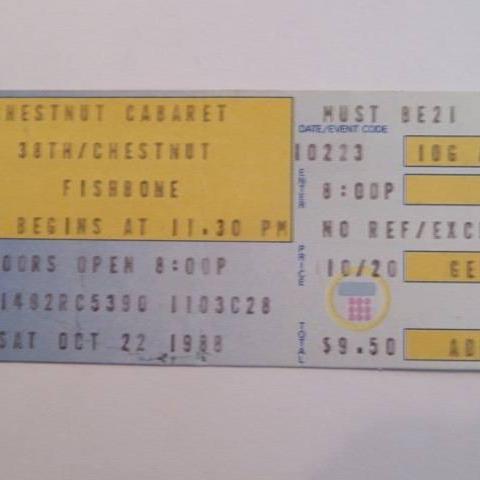 CHESTNUT CABARET
38TH/CHESTNUT
FISHBONE
BEGINS AT 11.30 PM
DOORS OPEN 8:00P
1482RC5390 1103C28
SAT OCT 22 1988
MUST BE21
DATE/EVENT CODE
10223
10G
ENTER
8:00P
NO REF/EXC
PRICE
10/20
GE
TOTAL
$9.50
AD